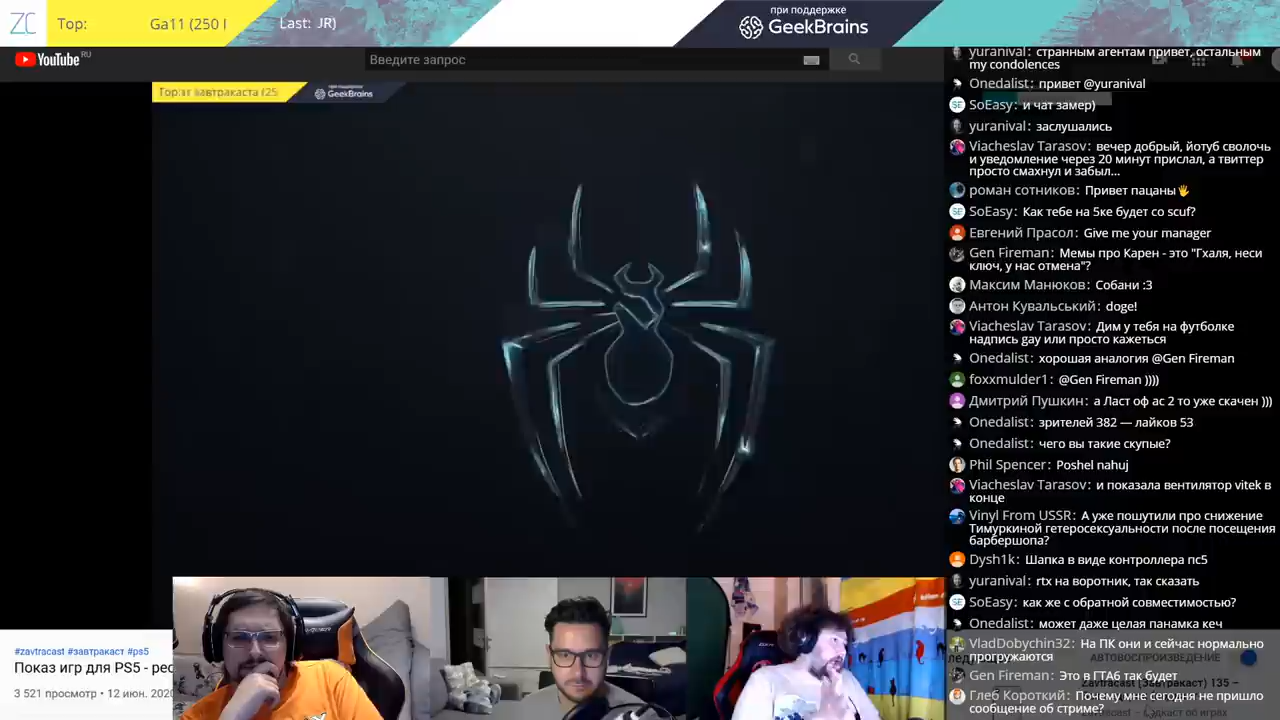 ZC
Top:
Ga11 (250
Last: JR)
при поддержке
GeekBrains
YouTube RU
Введите запрос
GeekBrains
yuranival: странным агентам привет, остальным
my condolences
Onedalist: привет @yuranival
SE SoEasy: и чат замер)
yuranival: заслушались
Viacheslav Tarasov: вечер добрый, йотуб сволочь
и уведомление через 20 минут прислал, а твиттер
просто смахнул и забыл...
роман сотников: Привет пацаны🖐
SE SoEasy: Как тебе на 5ке будет со scuf?
Евгений Прасол: Give me your manager
Gen Fireman: Мемы про Карен - это "Гхаля, неси
ключ, у нас отмена"?
Максим Манюков: Собани :3
Антон Кувальський: doge!
Viacheslav Tarasov: Дим у тебя на футболке
надпись gay или просто кажеться
Onedalist: хорошая аналогия @Gen Fireman
foxxmulder1: @Gen Fireman ))))
Дмитрий Пушкин: а Ласт оф ас 2 то уже скачен )))
Onedalist: зрителей 382 — лайков 53
Onedalist: чего вы такие скупые?
Phil Spencer: Poshel nahuj
Viacheslav Tarasov: и показала вентилятор vitek в
конце
Vinyl From USSR: А уже пошутили про снижение
Тимуркиной гетеросексуальности после посещения
барбершопа?
Dysh1k: Шапка в виде контроллера пс5
yuranival: rtx на воротник, так сказать
SE SoEasy: как же с обратной совместимостью?
Onedalist: может даже целая панамка кеч
VladDobychin32: На ПК они и сейчас нормально
АВТОВОСПРОИЗВЕДЕНИЕ
Gen Fireman: Это в ГТА6 так будет
Zavtracast (Завтракаст) 135 –
Глеб Короткий: Почему мне сегодня не пришло
сообщение об стриме?
#zavtracast #завтракаст #ps5
Показ игр для PS5 -
3 521 просмотр • 12 июн. 2020